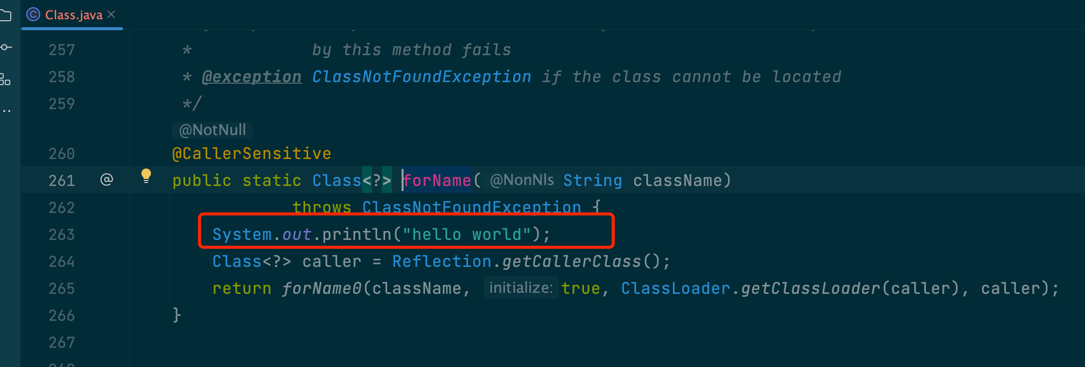 Class.java
257 * by this method fails
258 * @exception ClassNotFoundException if the class cannot be located
259 */
@NotNull
260 @CallerSensitive
261 @ public static Class<?> forName( @NonNls String className)
262 throws ClassNotFoundException {
263 System.out.println("hello world");
264 Class<?> caller = Reflection.getCallerClass();
265 return forName0(className, initialize: true, ClassLoader.getClassLoader(caller), caller);
266 }
267